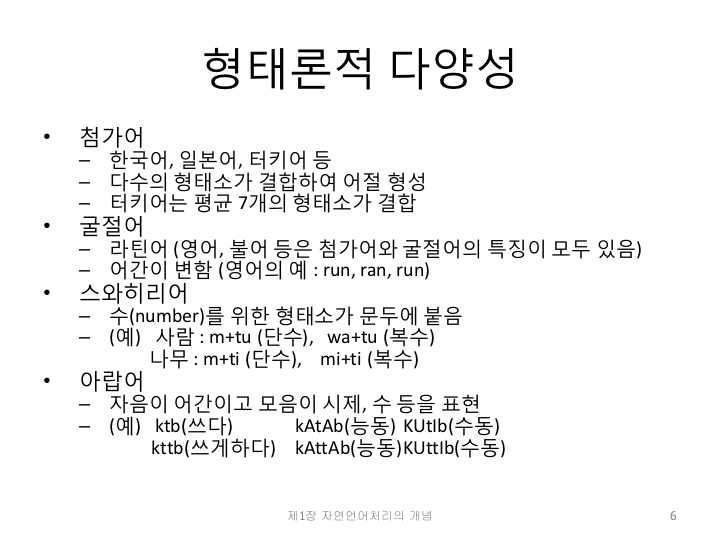 형태론적 다양성
• 첨가어
– 한국어, 일본어, 터키어 등
– 다수의 형태소가 결합하여 어절 형성
– 터키어는 평균 7개의 형태소가 결합
• 굴절어
– 라틴어 (영어, 불어 등은 첨가어와 굴절어의 특징이 모두 있음)
– 어간이 변함 (영어의 예 : run, ran, run)
• 스와히리어
– 수(number)를 위한 형태소가 문두에 붙음
– (예) 사람 : m+tu (단수), wa+tu (복수)
나무 : m+ti (단수), mi+ti (복수)
• 아랍어
– 자음이 어간이고 모음이 시제, 수 등을 표현
– (예) ktb(쓰다) kAtAb(능동) KUtIb(수동)
kttb(쓰게하다) kAttAb(능동)KUttIb(수동)
제1장 자연언어처리의 개념 6